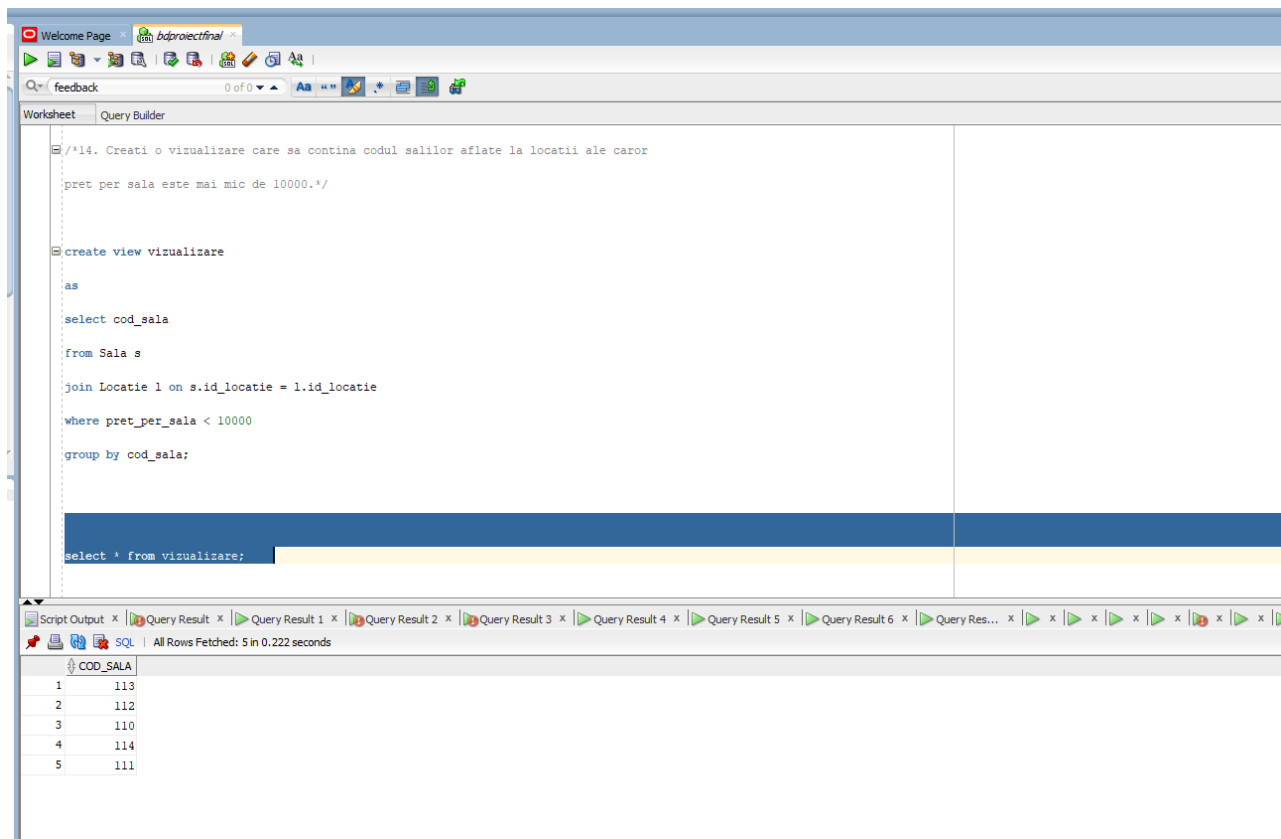 Welcome Page
bdproiectfinal
feedback
0 of 0
Aa
Worksheet
Query Builder
/*14. Creati o vizualizare care sa contina codul salilor aflate la locatii ale caror
pret per sala este mai mic de 10000.*/
create view vizualizare
as
select cod_sala
from Sala s
join Locatie l on s.id_locatie = l.id_locatie
where pret_per_sala < 10000
group by cod_sala;
select * from vizualizare;
Script Output x Query Result x Query Result 1 x Query Result 2 x Query Result 3 x Query Result 4 x Query Result 5 x Query Result 6 x Query Res... x x x x x x
SQL | All Rows Fetched: 5 in 0.222 seconds
COD_SALA
1 113
2 112
3 110
4 114
5 111